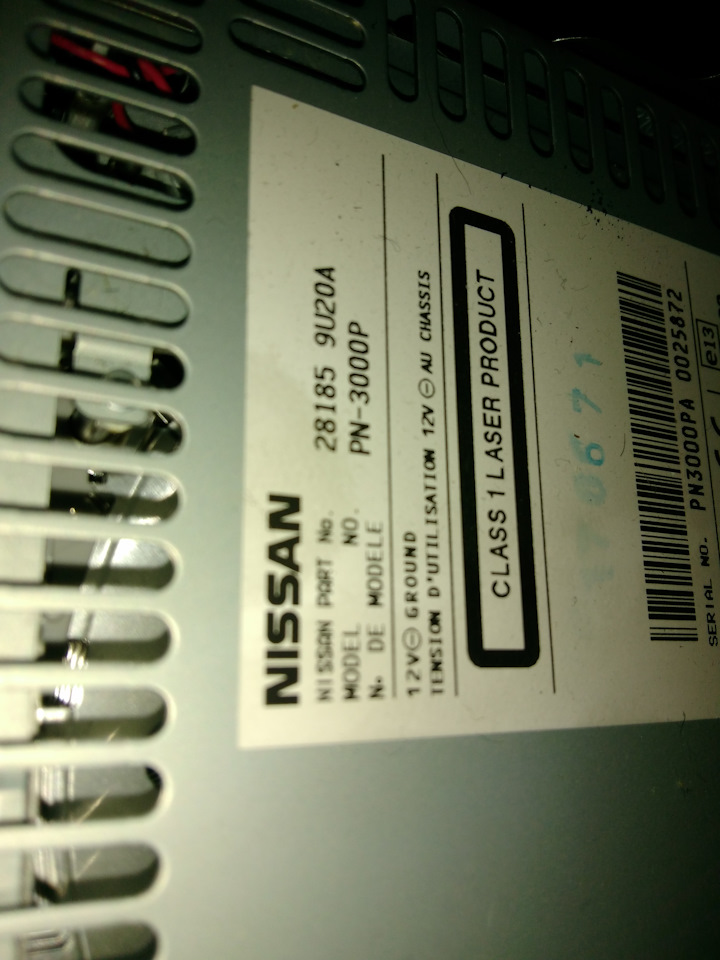 NISSAN
NISSAN PART No. 28185 9U20A
MODEL NO. PN-3000P
N° DE MODELE
12V ⊖ GROUND
TENSION D'UTILISATION 12V ⊖ AU CHASSIS
CLASS 1 LASER PRODUCT
671
PN3000PA 0025872
SERIAL NO.
e13